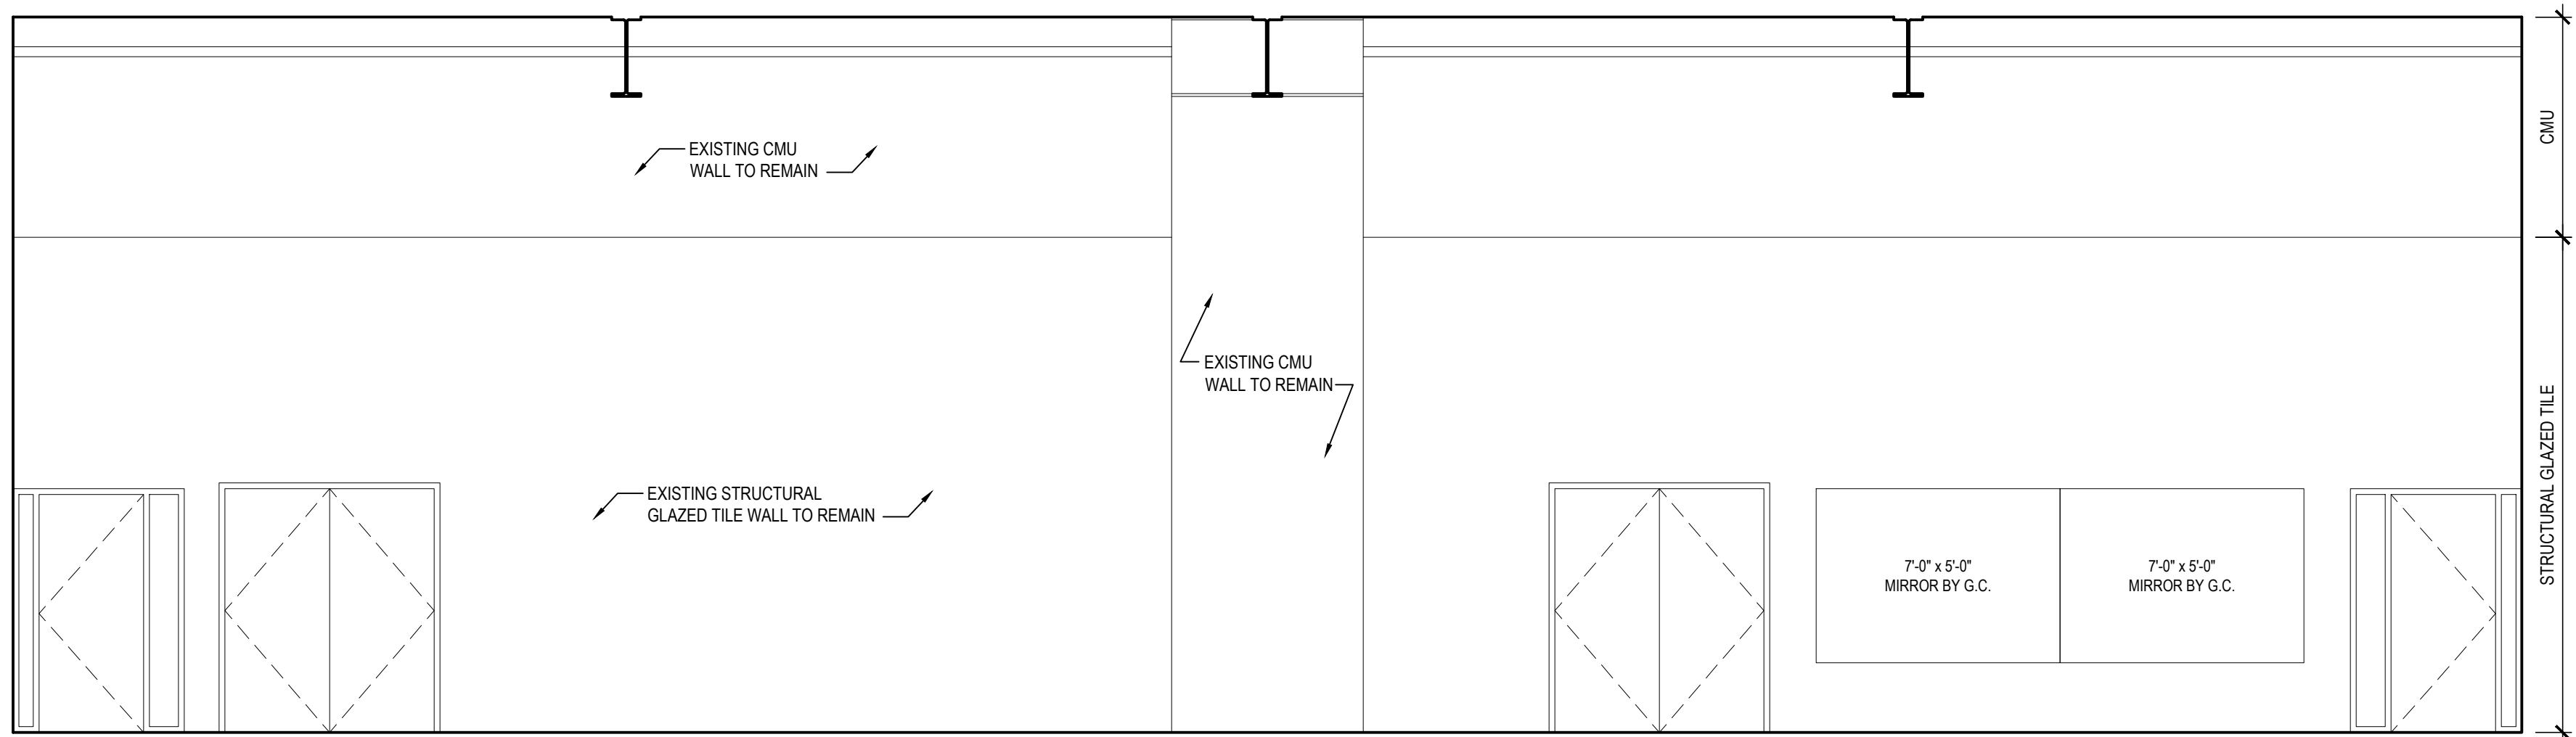 EXISTING CMU
WALL TO REMAIN
CMU
EXISTING CMU
WALL TO REMAIN
EXISTING STRUCTURAL
GLAZED TILE WALL TO REMAIN
7'-0" x 5'-0"
MIRROR BY G.C.
7'-0" x 5'-0"
MIRROR BY G.C.
STRUCTURAL GLAZED TILE